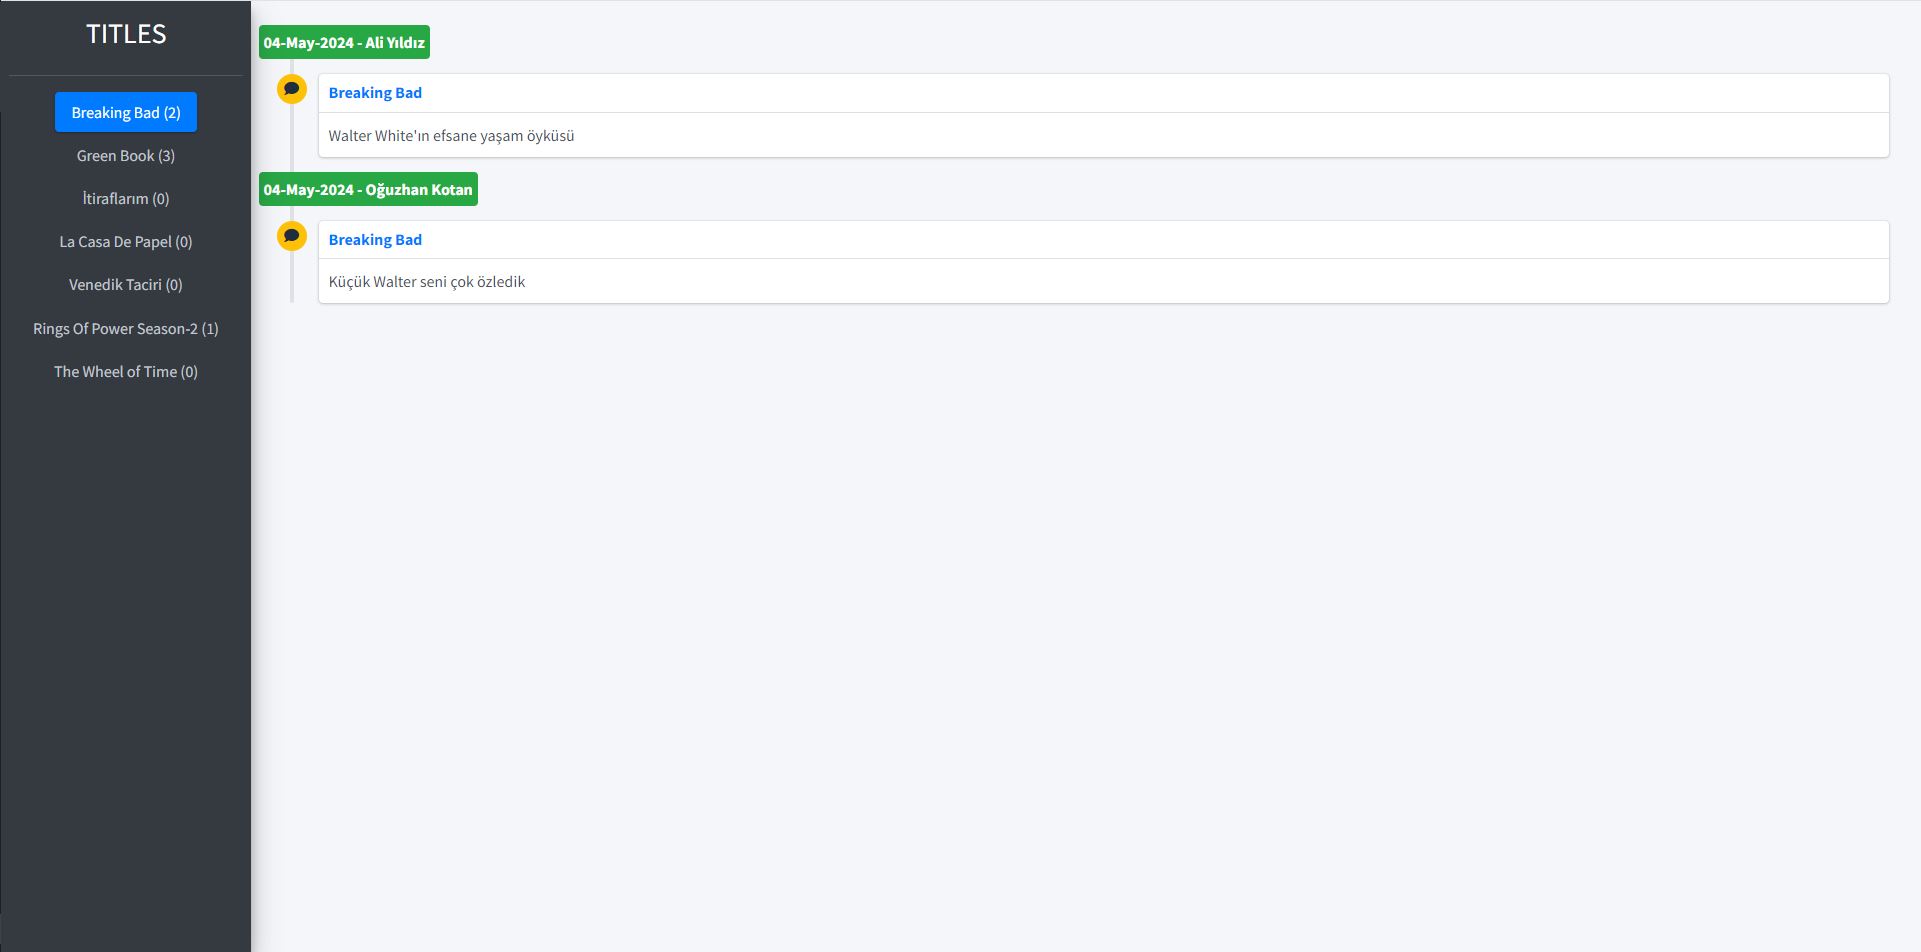 TITLES
Breaking Bad (2)
Green Book (3)
İtiraflarım (0)
La Casa De Papel (0)
Venedik Taciri (0)
Rings Of Power Season-2 (1)
The Wheel of Time (0)
04-May-2024 - Ali Yıldız
Breaking Bad
Walter White'ın efsane yaşam öyküsü
04-May-2024 - Oğuzhan Kotan
Breaking Bad
Küçük Walter seni çok özledik